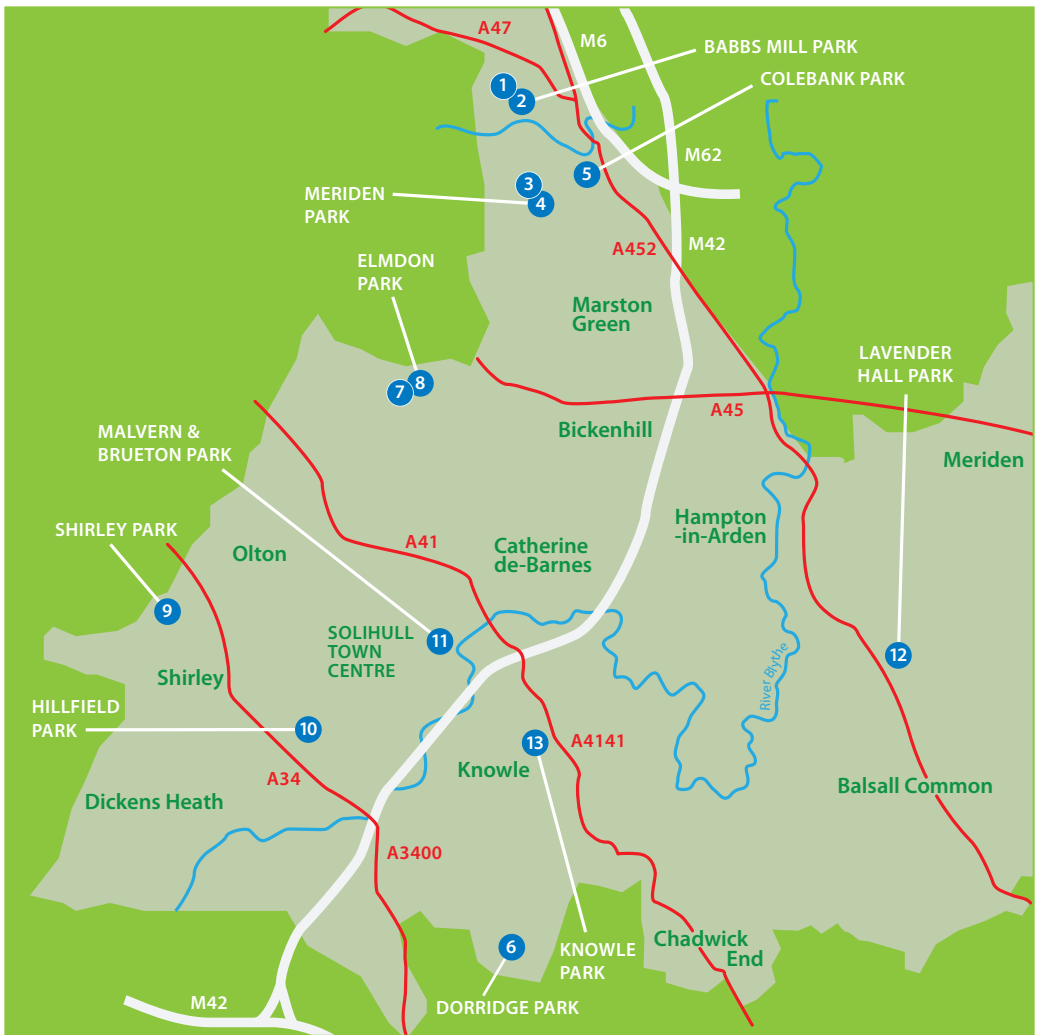 A47
M6
BABBS MILL PARK
COLEBANK PARK
1
2
M62
5
3
4
MERIDEN
PARK
M42
A452
ELMDON
PARK
Marston
Green
LAVENDER
HALL PARK
8
7
A45
MALVERN &
BRUETON PARK
Bickenhill
Meriden
SHIRLEY PARK
Hampton
-in-Arden
A41
Olton
Catherine
de-Barnes
9
SOLIHULL
TOWN
CENTRE
11
12
River Blythe
Shirley
HILLFIELD
PARK
10
13
A4141
A34
Knowle
Balsall Common
Dickens Heath
A3400
6
KNOWLE
PARK
Chadwick
End
M42
DORRIDGE PARK